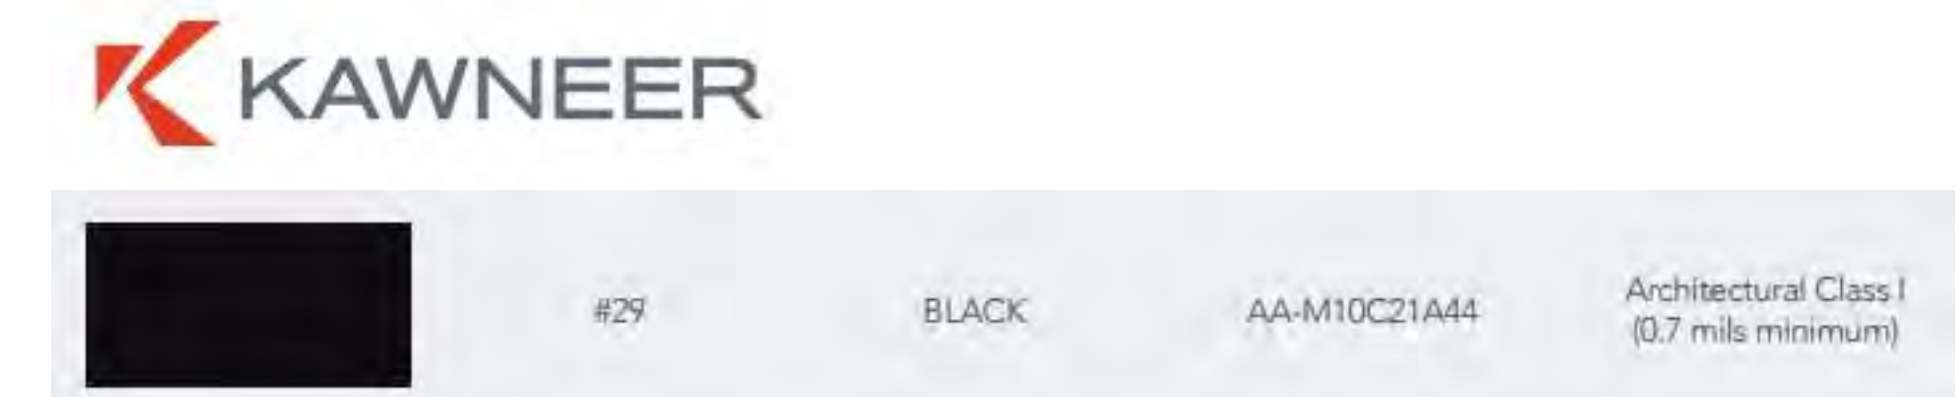 KAWNEER
#29
BLACK
AA-M10C21A44
Architectural Class I
(0.7 mils minimum)